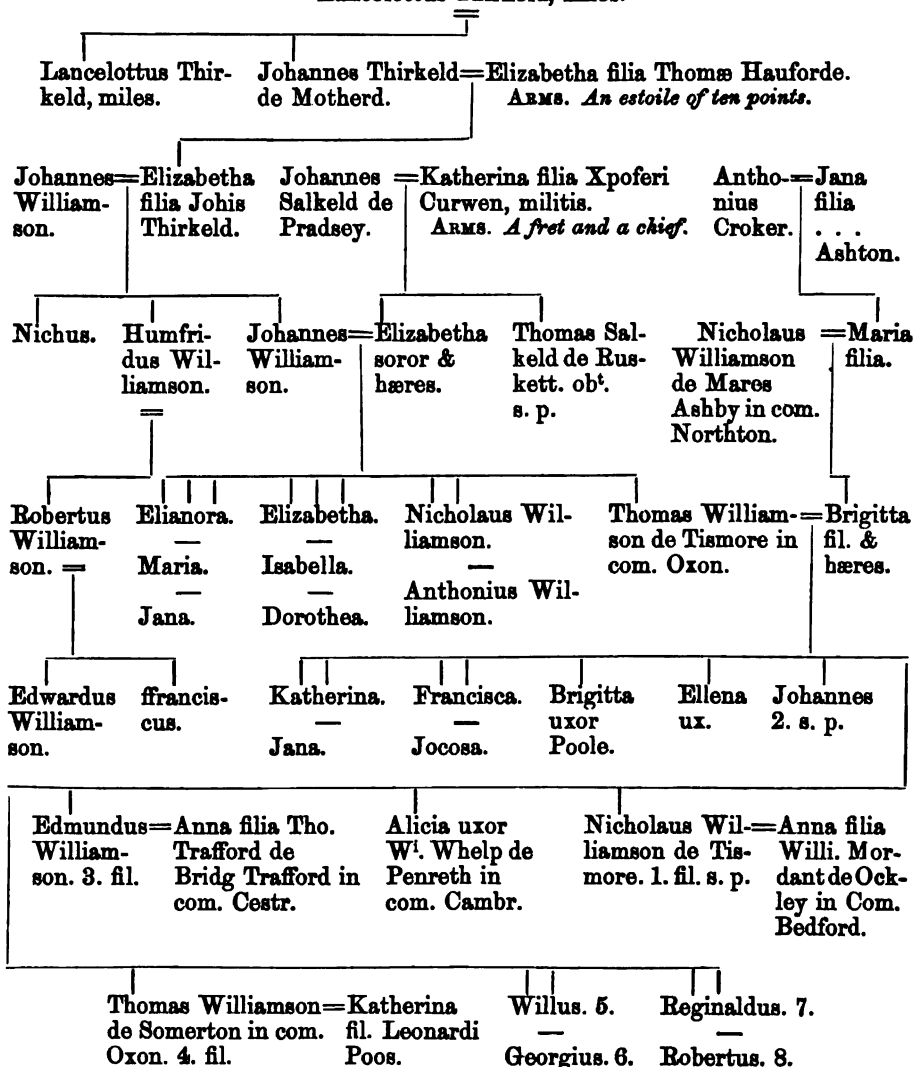 Lancelottus Thir- Johannes Thirkeld=Elizabetha filia Thomæ Hauforde.
keld, miles. de Motherd. ARMS. An estoile of ten points.
Johannes=Elizabetha Johannes =Katherina filia Xpoferi Antho-=Jana
William- filia Johis Salkeld de Curwen, militis. nius filia
son. Thirkeld. Pradsey. ARMS. A fret and a chief. Croker. . . .
Ashton.
Nichus. Humfri- Johannes=Elizabetha Thomas Sal- Nicholaus =Maria
dus Wil- William- soror & keld de Rus- Williamson filia.
liamson. son. hæres. kett. obᵗ. de Mares
s. p. Ashby in com.
Northton.
Robertus Elianora. Elizabetha. Nicholaus Wil- Thomas William-=Brigitta
William- — — liamson. son de Tismore in fil. &
son. = Maria. Isabella. — com. Oxon. hæres.
— — Anthonius Wil-
Jana. Dorothea. liamson.
Edwardus ffrancis- Katherina. Francisca. Brigitta Ellena Johannes
William- cus. — — uxor ux. 2. s. p.
son. Jana. Jocosa. Poole.
Edmundus=Anna filia Tho. Alicia uxor Nicholaus Wil-=Anna filia
William- Trafford de Wⁱ. Whelp de liamson de Tis- Willi. Mor-
son. 3. fil. Bridg Trafford in Penreth in more. 1. fil. s. p. dant de Ock-
com. Cestr. com. Cambr. ley in Com.
Bedford.
Thomas Williamson=Katherina Willus. 5. Reginaldus. 7.
de Somerton in com. fil. Leonardi — —
Oxon. 4. fil. Poos. Georgius. 6. Robertus. 8.